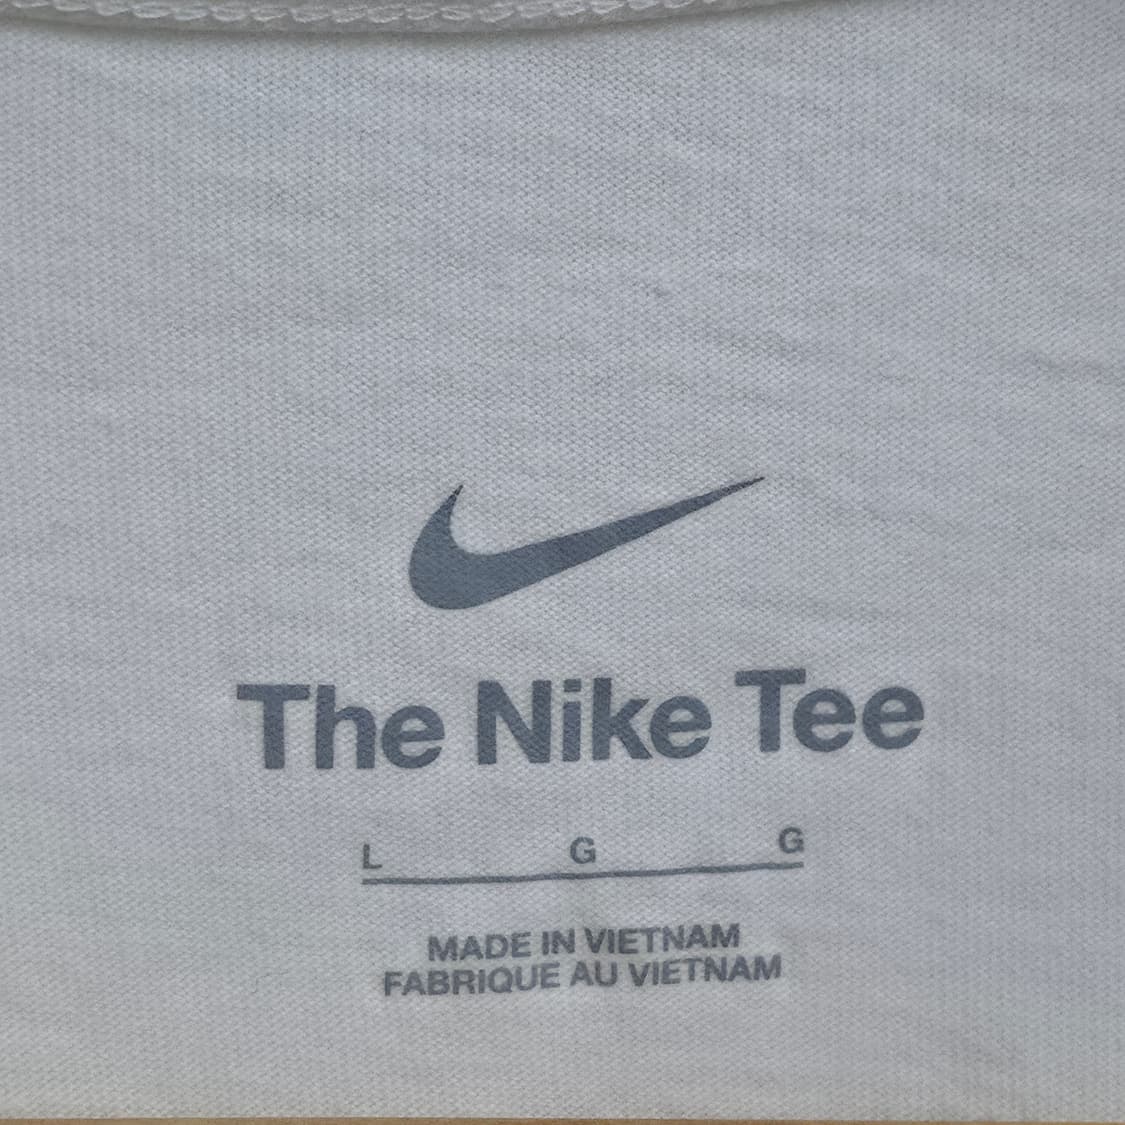 The Nike Tee
L G G
MADE IN VIETNAM
FABRIQUE AU VIETNAM